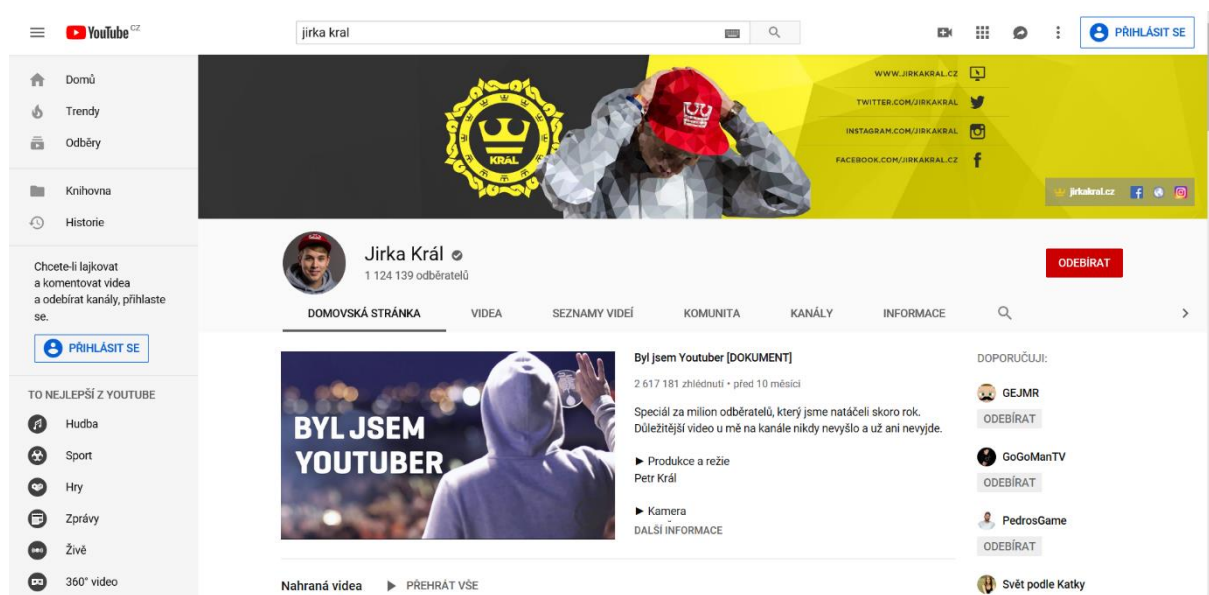 YouTube CZ
jirka kral
PŘIHLÁSIT SE
Domů
Trendy
Odběry
Knihovna
Historie
Chcete-li lajkovat
a komentovat videa
a odebírat kanály, přihlaste
se.
PŘIHLÁSIT SE
TO NEJLEPŠÍ Z YOUTUBE
Hudba
Sport
Hry
Zprávy
Živě
360° video
KRÁL
WWW.JIRKAKRAL.CZ
TWITTER.COM/JIRKAKRAL
INSTAGRAM.COM/JIRKAKRAL
FACEBOOK.COM/JIRKAKRAL.CZ
jirkakral.cz
Jirka Král
1 124 139 odběratelů
ODEBÍRAT
DOMOVSKÁ STRÁNKA VIDEA SEZNAMY VIDEÍ KOMUNITA KANÁLY INFORMACE
BYL JSEM
YOUTUBER
Byl jsem Youtuber [DOKUMENT]
2 617 181 zhlédnutí • před 10 měsíci
Speciál za milion odběratelů, který jsme natáčeli skoro rok.
Důležitější video u mě na kanále nikdy nevyšlo a už ani nevyjde.
► Produkce a režie
Petr Král
► Kamera
DALŠÍ INFORMACE
DOPORUČUJI:
GEJMR
ODEBÍRAT
GoGoManTV
ODEBÍRAT
PedrosGame
ODEBÍRAT
Svět podle Katky
Nahraná videa ► PŘEHRÁT VŠE